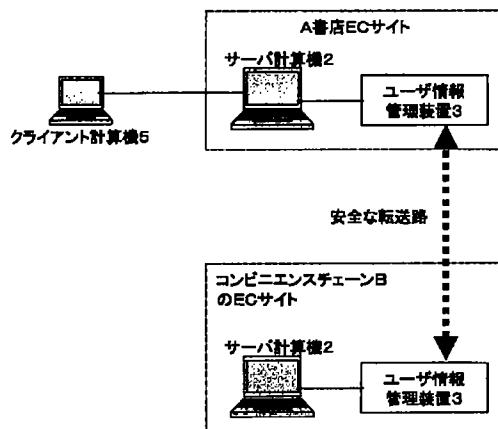 A書店ECサイト
サーバ計算機2
ユーザ情報
管理装置3
クライアント計算機5
安全な転送路
コンビニエンスチェーンB
のECサイト
サーバ計算機2
ユーザ情報
管理装置3